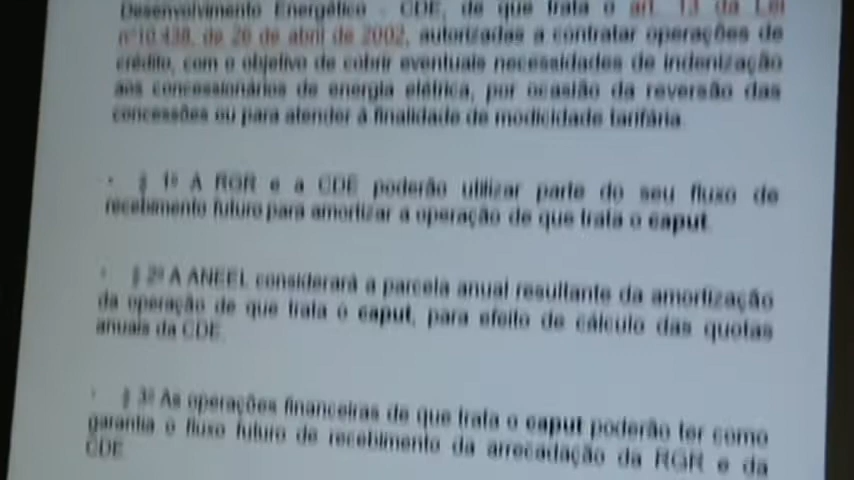 Desenvolvimento Energético - CDE, de que trata o art. 13 da Lei
nº 10.438, de 26 de abril de 2002, autorizadas a contratar operações de
crédito, com o objetivo de cobrir eventuais necessidades de indenização
aos concessionários de energia elétrica, por ocasião da reversão das
concessões ou para atender à finalidade de modicidade tarifária.
• § 1º A RGR e a CDE poderão utilizar parte do seu fluxo de
recebimento futuro para amortizar a operação de que trata o caput.
• § 2º A ANEEL considerará a parcela anual resultante da amortização
da operação de que trata o caput, para efeito de cálculo das quotas
anuais da CDE.
• § 3º As operações financeiras de que trata o caput poderão ter como
garantia o fluxo futuro de recebimento da arrecadação da RGR e da
CDE.